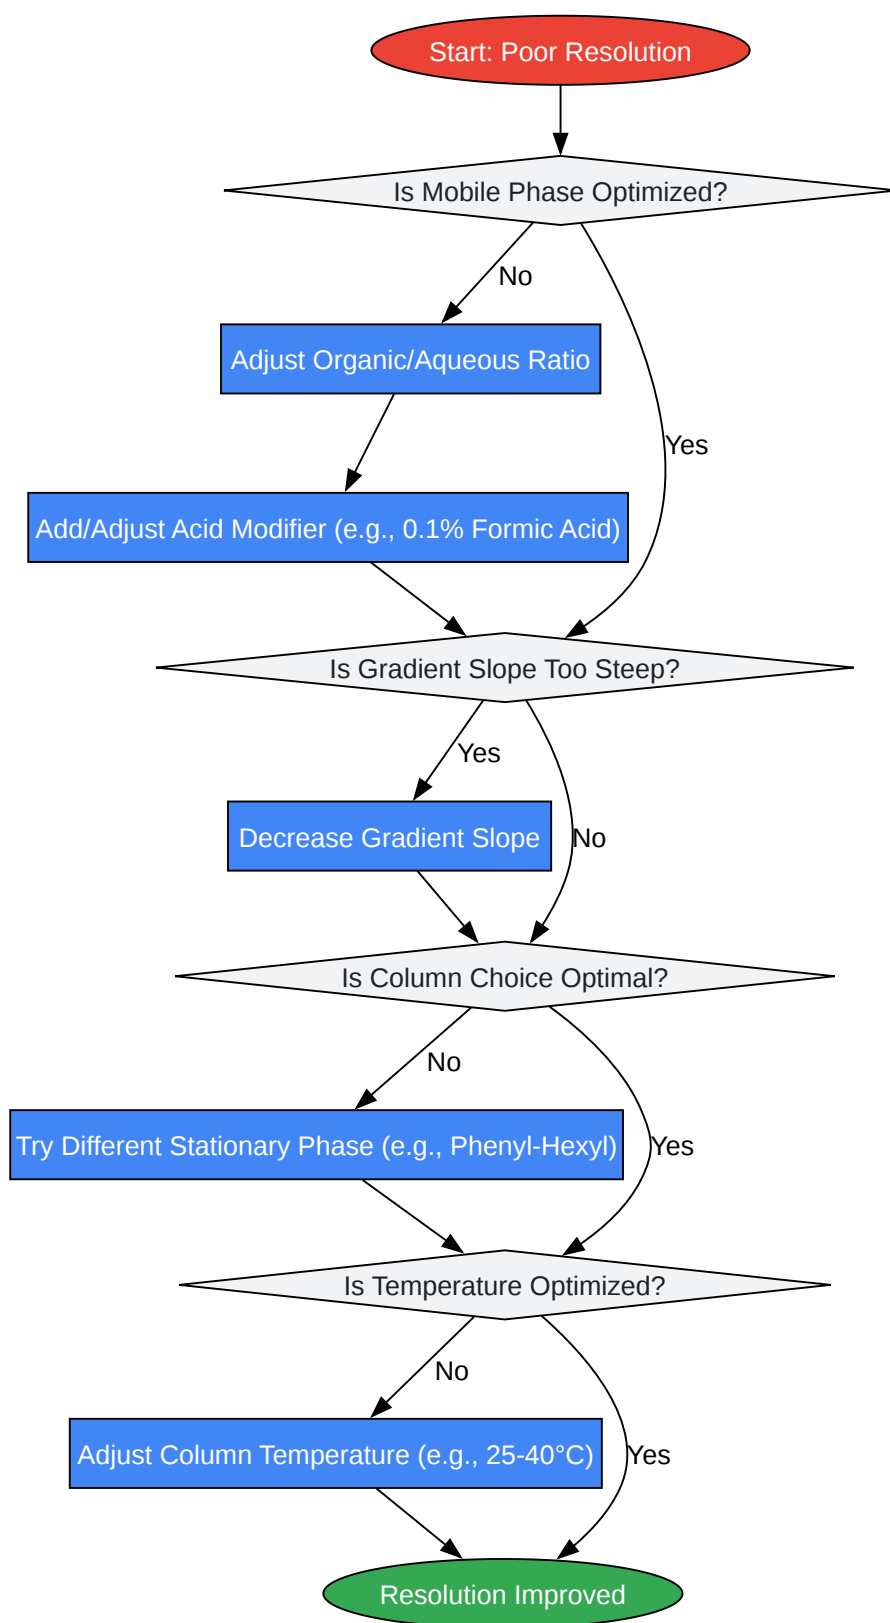 Start: Poor Resolution
Is Mobile Phase Optimized?
No
Adjust Organic/Aqueous Ratio
Yes
Add/Adjust Acid Modifier (e.g., 0.1% Formic Acid)
Is Gradient Slope Too Steep?
Yes
Decrease Gradient Slope
No
Is Column Choice Optimal?
No
Try Different Stationary Phase (e.g., Phenyl-Hexyl)
Yes
Is Temperature Optimized?
No
Adjust Column Temperature (e.g., 25-40°C)
Yes
Resolution Improved